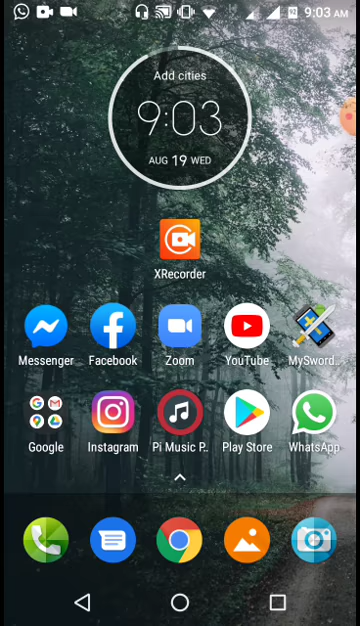 9:03 AM
Add cities
9:03
AUG 19 WED
XRecorder
Messenger Facebook Zoom YouTube MySword..
Google Instagram Pi Music P.. Play Store WhatsApp